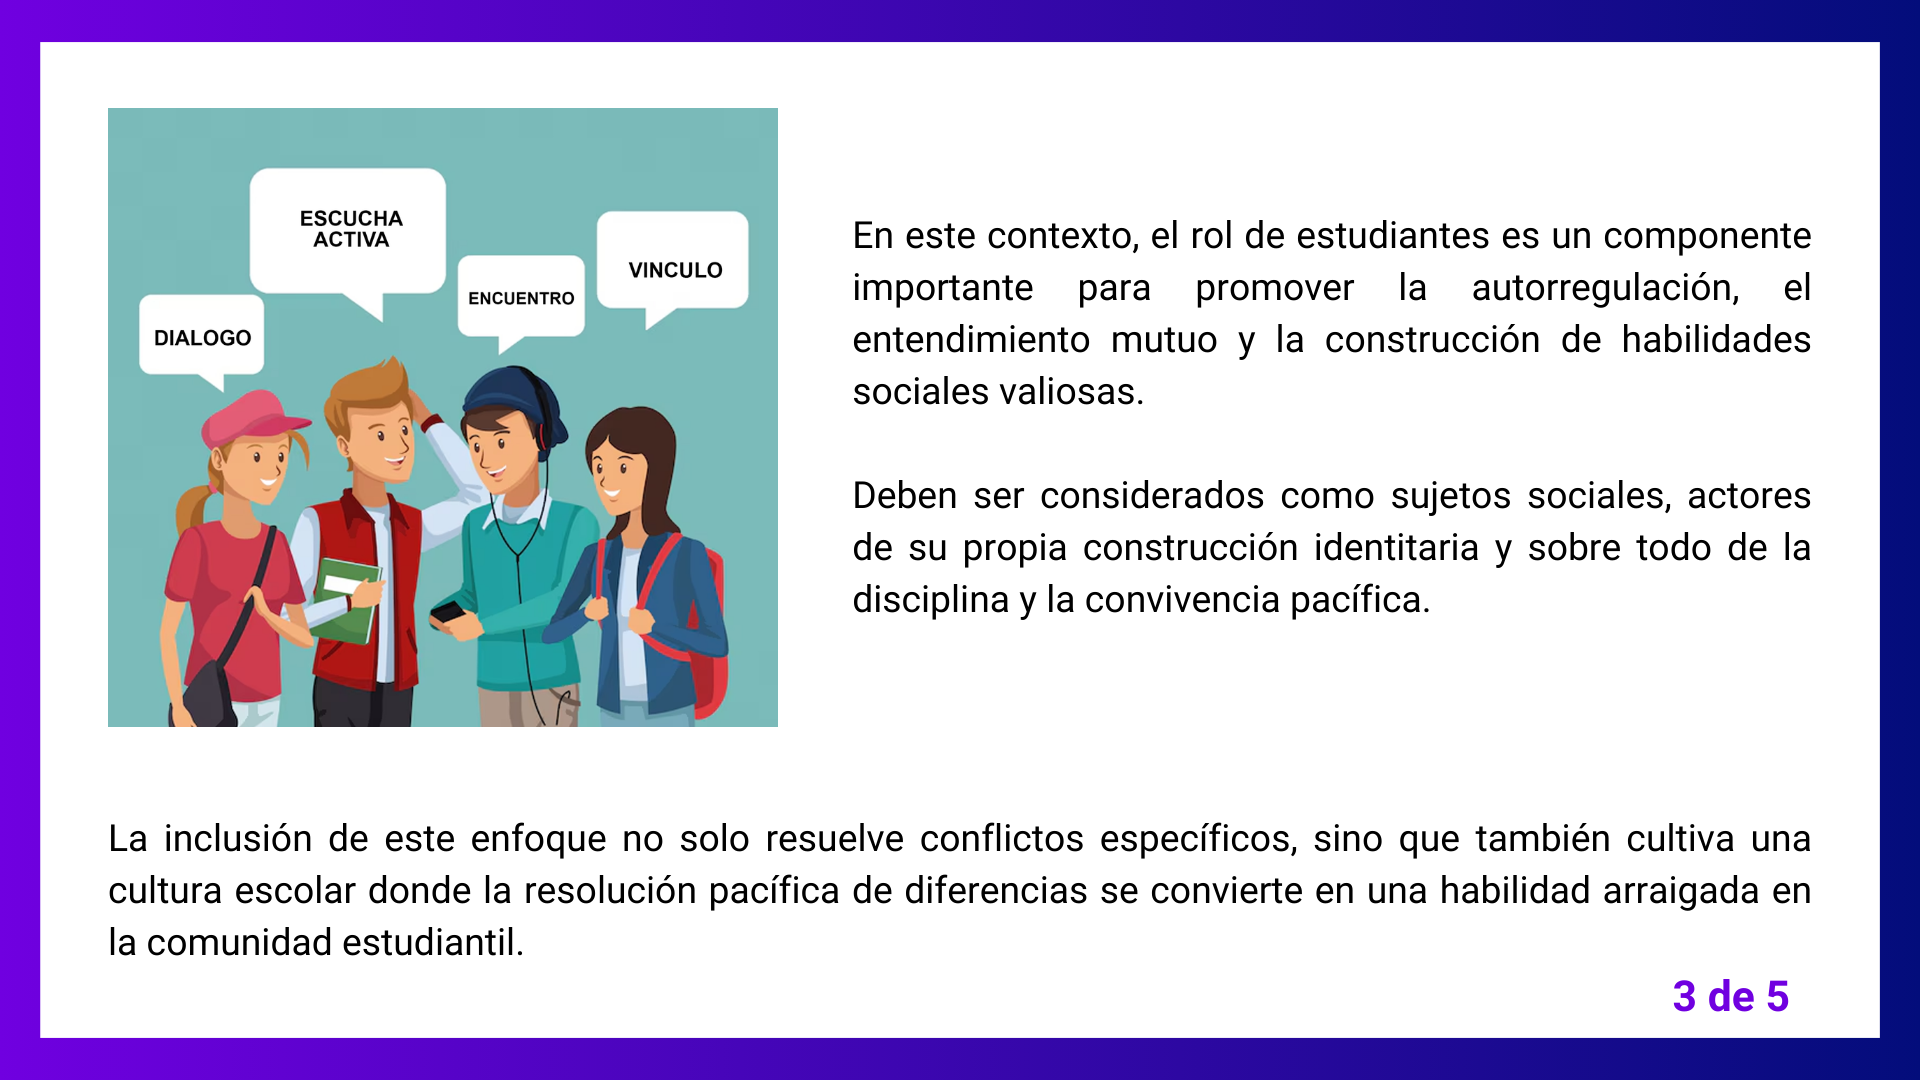 ESCUCHA
ACTIVA
VINCULO
ENCUENTRO
DIALOGO
En este contexto, el rol de estudiantes es un componente
importante para promover la autorregulación, el
entendimiento mutuo y la construcción de habilidades
sociales valiosas.
Deben ser considerados como sujetos sociales, actores
de su propia construcción identitaria y sobre todo de la
disciplina y la convivencia pacífica.
La inclusión de este enfoque no solo resuelve conflictos específicos, sino que también cultiva una
cultura escolar donde la resolución pacífica de diferencias se convierte en una habilidad arraigada en
la comunidad estudiantil.
3 de 5